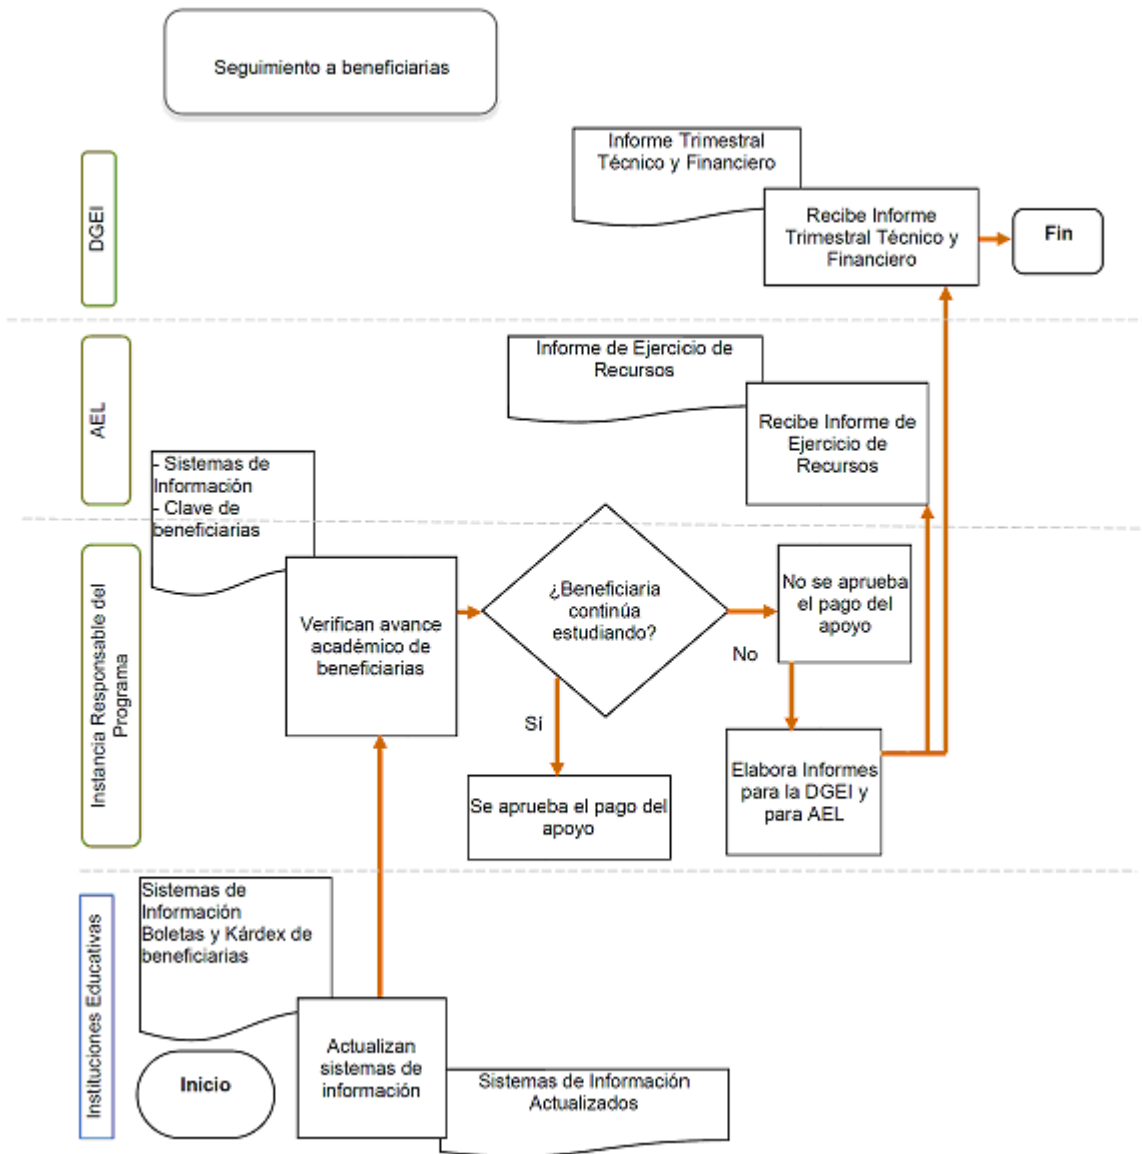 Seguimiento a beneficiarias
DGEI
Informe Trimestral
Técnico y Financiero
Recibe Informe
Trimestral Técnico y
Financiero
Fin
AEL
Informe de Ejercicio de
Recursos
Recibe Informe de
Ejercicio de
Recursos
- Sistemas de
Información
- Clave de
beneficiarias
Instancia Responsable del
Programa
Verifican avance
académico de
beneficiarias
¿Beneficiaria
continúa
estudiando?
No se aprueba
el pago del
apoyo
No
Sí
Se aprueba el pago del
apoyo
Elabora Informes
para la DGEI y
para AEL
Instituciones Educativas
Sistemas de
Información
Boletas y Kárdex de
beneficiarias
Inicio
Actualizan
sistemas de
información
Sistemas de Información
Actualizados